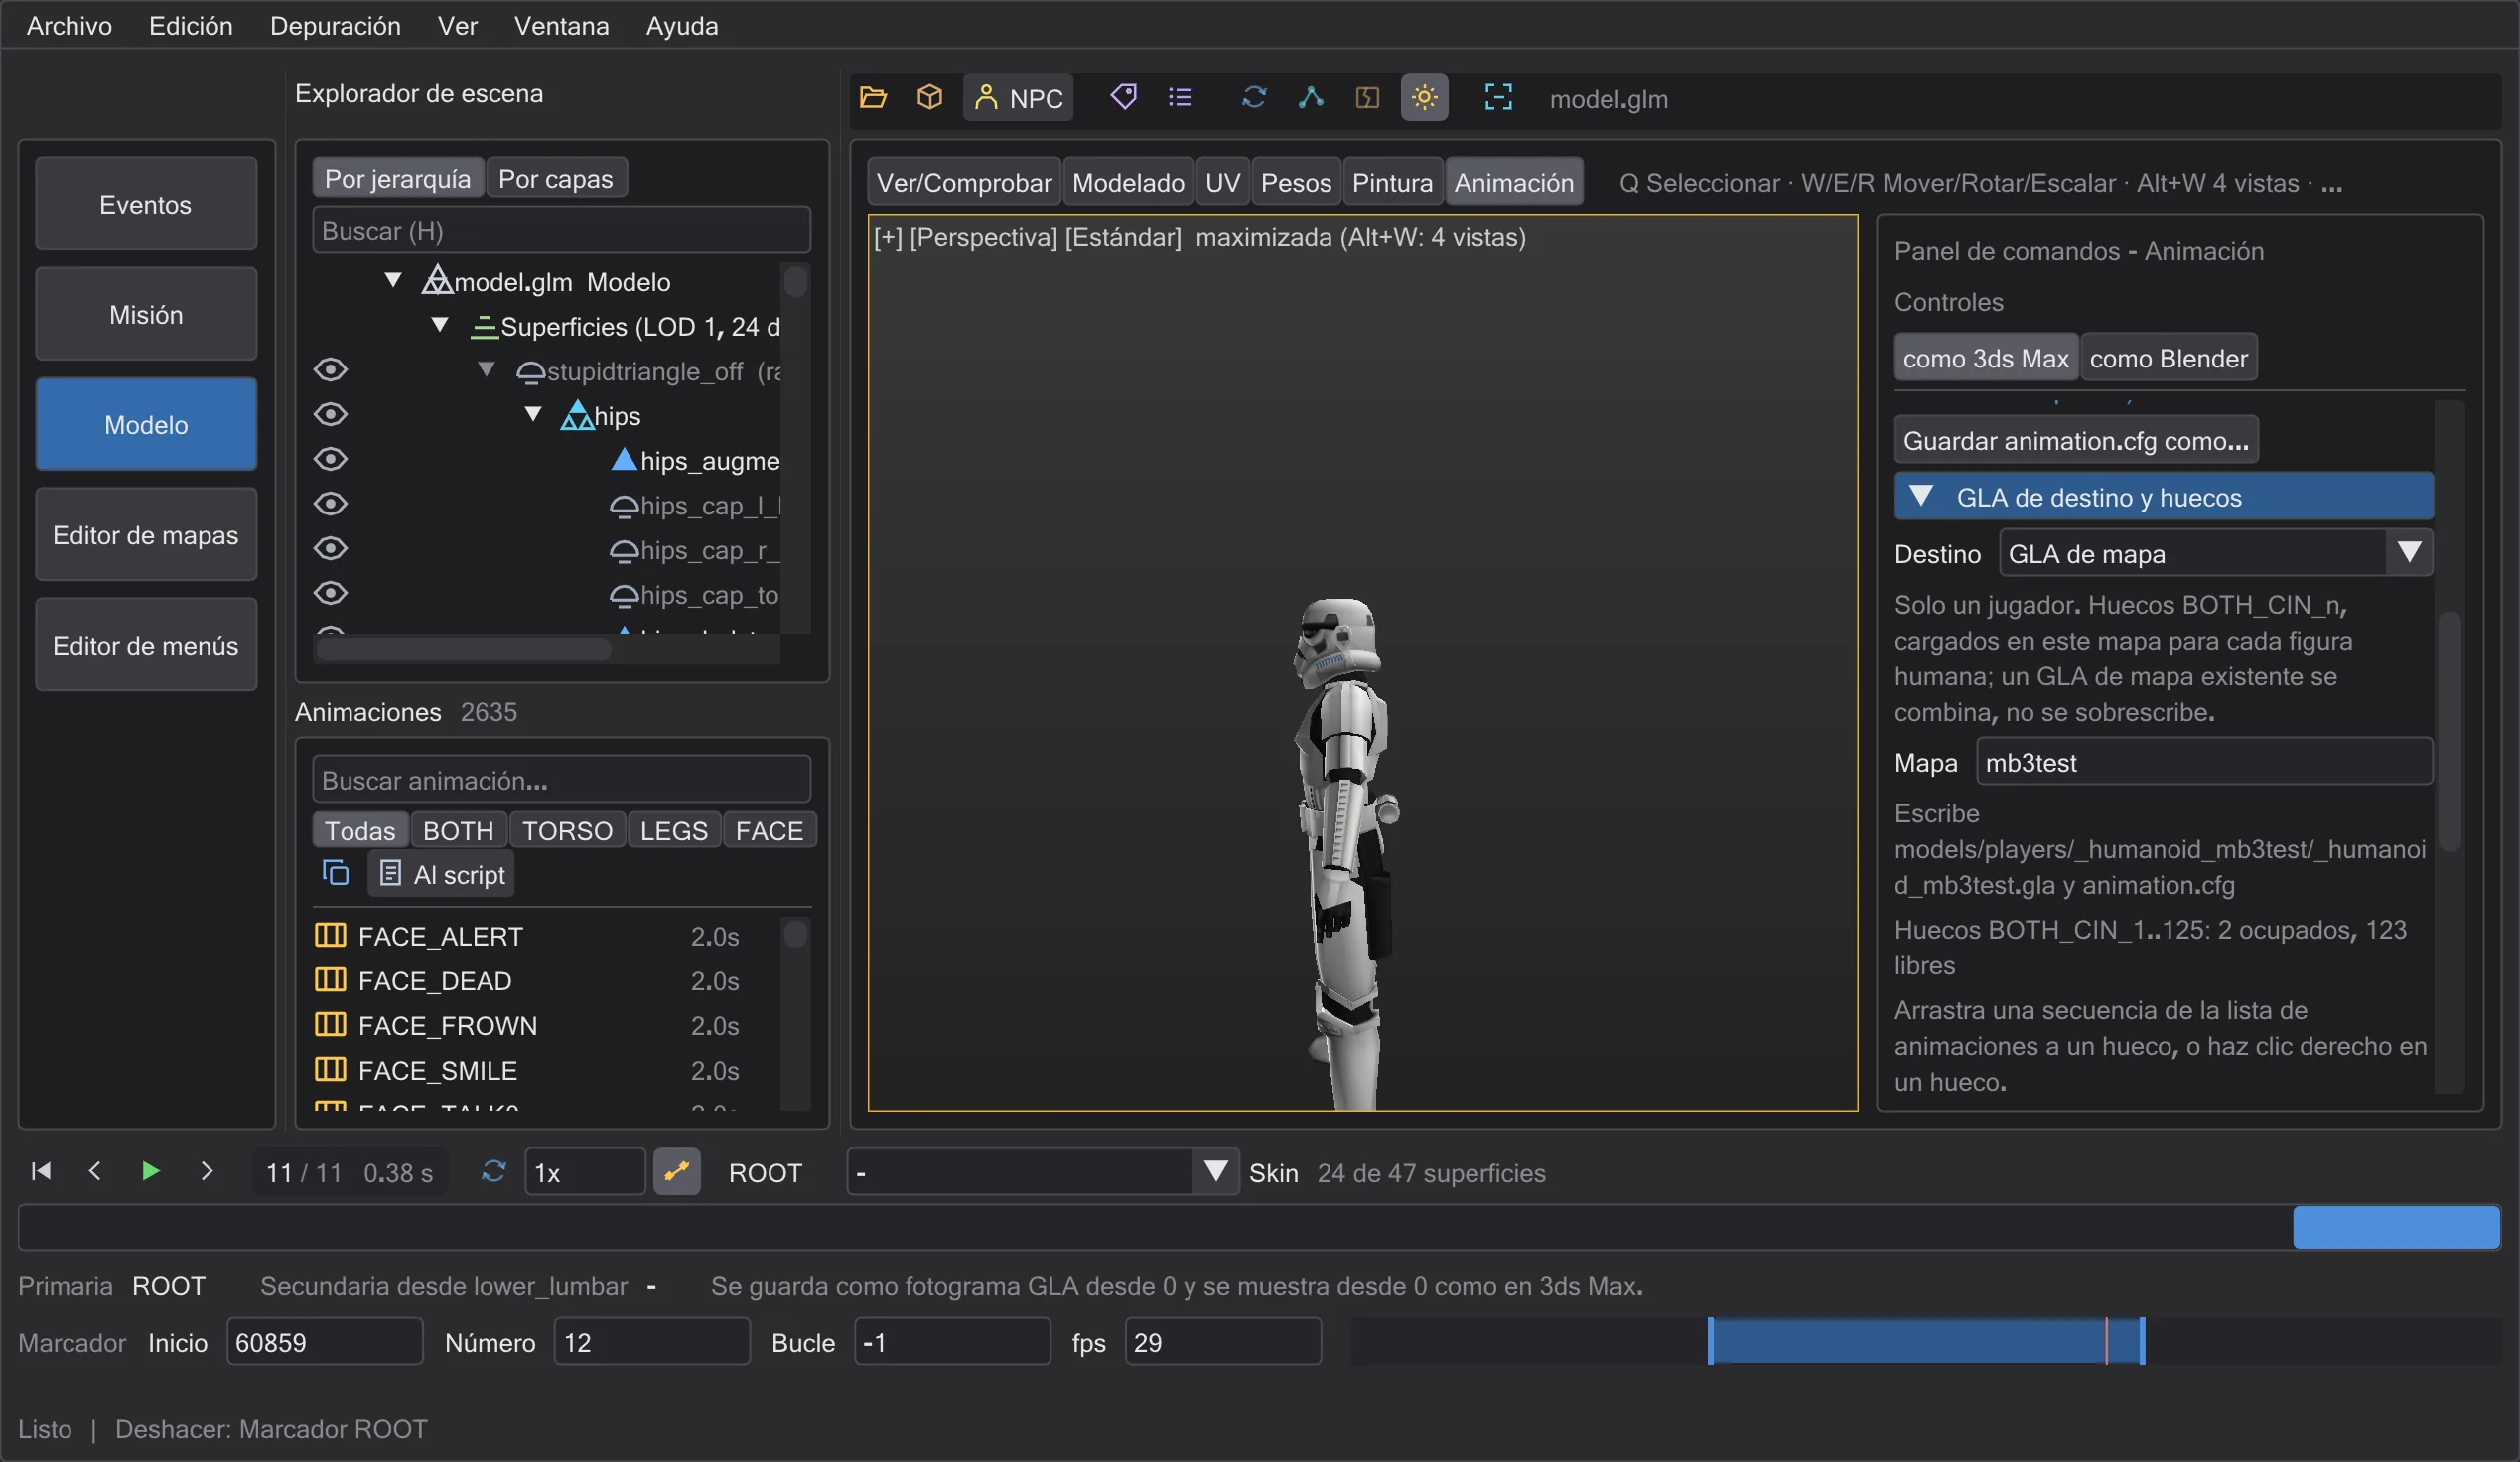 Archivo Edición Depuración Ver Ventana Ayuda
Explorador de escena
NPC
model.glm
Eventos
Misión
Modelo
Editor de mapas
Editor de menús
Por jerarquía Por capas
Buscar (H)
model.glm Modelo
Superficies (LOD 1, 24 d
stupidtriangle_off (ra
hips
hips_augme
hips_cap_l_
hips_cap_r_
hips_cap_to
Animaciones 2635
Buscar animación...
Todas BOTH TORSO LEGS FACE
AI script
FACE_ALERT 2.0s
FACE_DEAD 2.0s
FACE_FROWN 2.0s
FACE_SMILE 2.0s
Ver/Comprobar Modelado UV Pesos Pintura Animación
Q Seleccionar · W/E/R Mover/Rotar/Escalar · Alt+W 4 vistas · ...
[+] [Perspectiva] [Estándar] maximizada (Alt+W: 4 vistas)
Panel de comandos - Animación
Controles
como 3ds Max como Blender
Guardar animation.cfg como...
GLA de destino y huecos
Destino GLA de mapa
Solo un jugador. Huecos BOTH_CIN_n,
cargados en este mapa para cada figura
humana; un GLA de mapa existente se
combina, no se sobrescribe.
Mapa mb3test
Escribe
models/players/_humanoid_mb3test/_humanoi
d_mb3test.gla y animation.cfg
Huecos BOTH_CIN_1..125: 2 ocupados, 123
libres
Arrastra una secuencia de la lista de
animaciones a un hueco, o haz clic derecho en
un hueco.
11 / 11 0.38 s 1x ROOT - Skin 24 de 47 superficies
Primaria ROOT Secundaria desde lower_lumbar - Se guarda como fotograma GLA desde 0 y se muestra desde 0 como en 3ds Max.
Marcador Inicio 60859 Número 12 Bucle -1 fps 29
Listo | Deshacer: Marcador ROOT